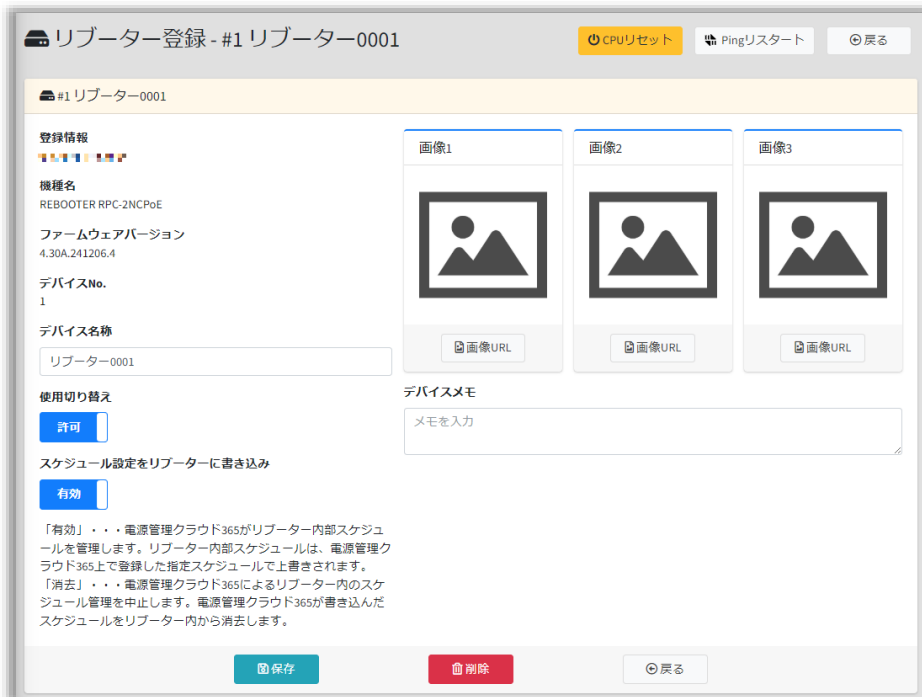 リブーター登録 - #1 リブーター0001
CPUリセット
Pingリスタート
戻る
#1 リブーター0001
登録情報
機種名
REBOOTER RPC-2NCPoE
ファームウェアバージョン
4.30A.241206.4
デバイスNo.
1
デバイス名称
リブーター0001
使用切り替え
許可
スケジュール設定をリブーターに書き込み
有効
「有効」・・・電源管理クラウド365がリブーター内部スケジュ
ールを管理します。リブーター内部スケジュールは、電源管理ク
ラウド365上で登録した指定スケジュールで上書きされます。
「消去」・・・電源管理クラウド365によるリブーター内のスケ
ジュール管理を中止します。電源管理クラウド365が書き込んだ
スケジュールをリブーター内から消去します。
画像1
画像2
画像3
画像URL
画像URL
画像URL
デバイスメモ
メモを入力
保存
削除
戻る